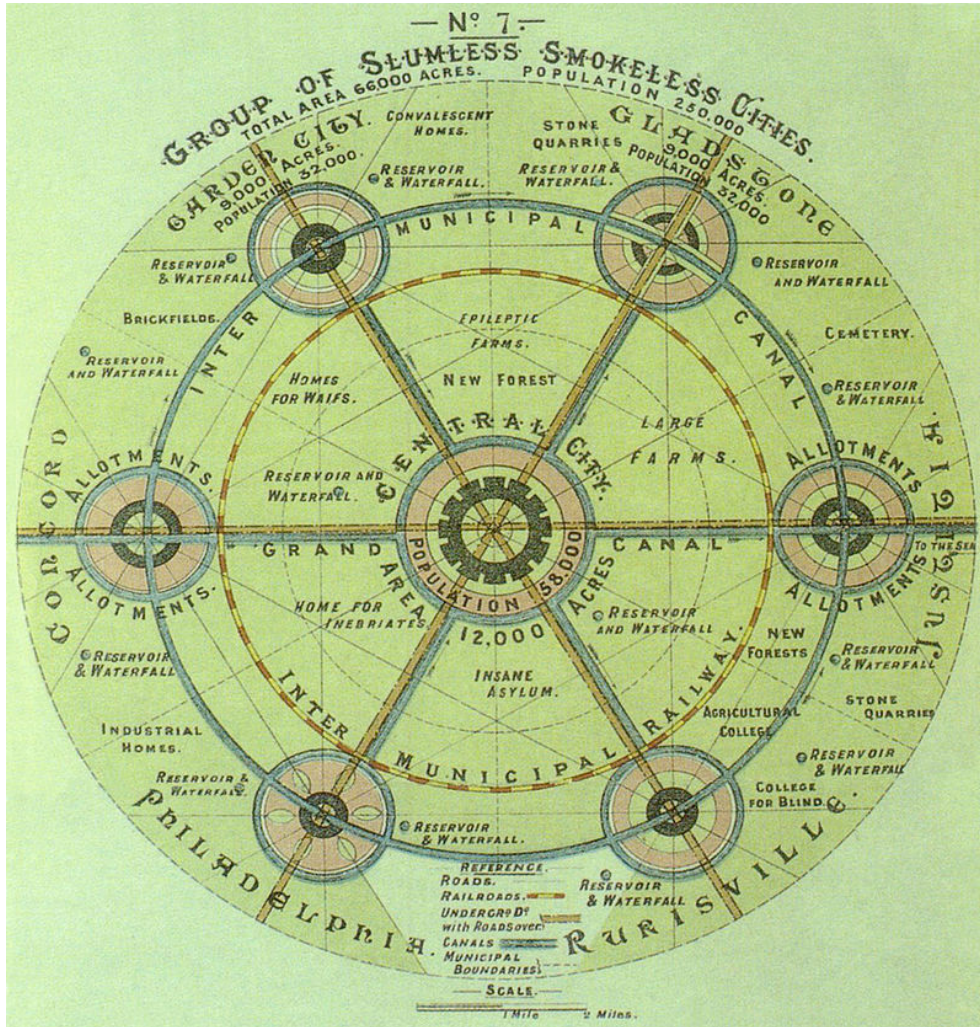 — Nº 7. —
GROUP OF SLUMLESS SMOKELESS CITIES.
TOTAL AREA 66,000 ACRES. POPULATION 250,000
GARDEN CITY.
9,000 ACRES.
POPULATION 32,000.
CONVALESCENT
HOMES.
STONE
QUARRIES
GLADSTONE
9,000 ACRES.
POPULATION
32,000
RESERVOIR
& WATERFALL.
RESERVOIR &
WATERFALL.
INTER MUNICIPAL CANAL
RESERVOIR
& WATERFALL
RESERVOIR
AND WATERFALL
BRICKFIELDS.
EPILEPTIC
FARMS.
CEMETERY.
RESERVOIR
AND WATERFALL
HOMES
FOR WAIFS.
NEW FOREST
RESERVOIR
& WATERFALL
LARGE
FARMS.
CENTRAL CITY.
CONCORD
ALLOTMENTS.
RESERVOIR AND
WATERFALL.
ALLOTMENTS
JUSTITIA
GRAND CANAL
TO THE SEA
POPULATION 58,000
AREA 12,000 ACRES
ALLOTMENTS.
ALLOTMENTS
HOME FOR
INEBRIATES.
RESERVOIR
AND WATERFALL
NEW
FORESTS
RESERVOIR
& WATERFALL
RESERVOIR
& WATERFALL
INSANE
ASYLUM.
INTER MUNICIPAL RAILWAY.
AGRICULTURAL
COLLEGE
STONE
QUARRIES
INDUSTRIAL
HOMES.
RESERVOIR
& WATERFALL
RESERVOIR &
WATERFALL
COLLEGE
FOR BLIND.
RESERVOIR
& WATERFALL.
PHILADELPHIA.
RURISVILLE.
REFERENCE.
ROADS.
RAILROADS.
UNDERGRD Dº
with ROADS over
CANALS
MUNICIPAL
BOUNDARIES
RESERVOIR
& WATERFALL
— SCALE. —
1 Mile 2 Miles.